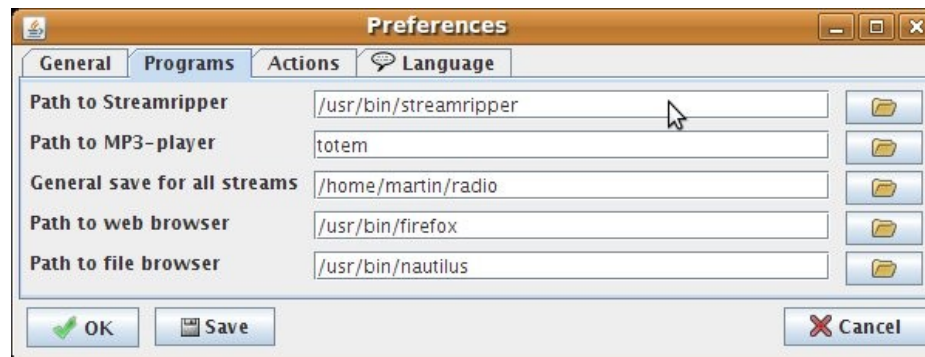 Preferences
General Programs Actions Language
Path to Streamripper /usr/bin/streamripper
Path to MP3-player totem
General save for all streams /home/martin/radio
Path to web browser /usr/bin/firefox
Path to file browser /usr/bin/nautilus
OK Save Cancel